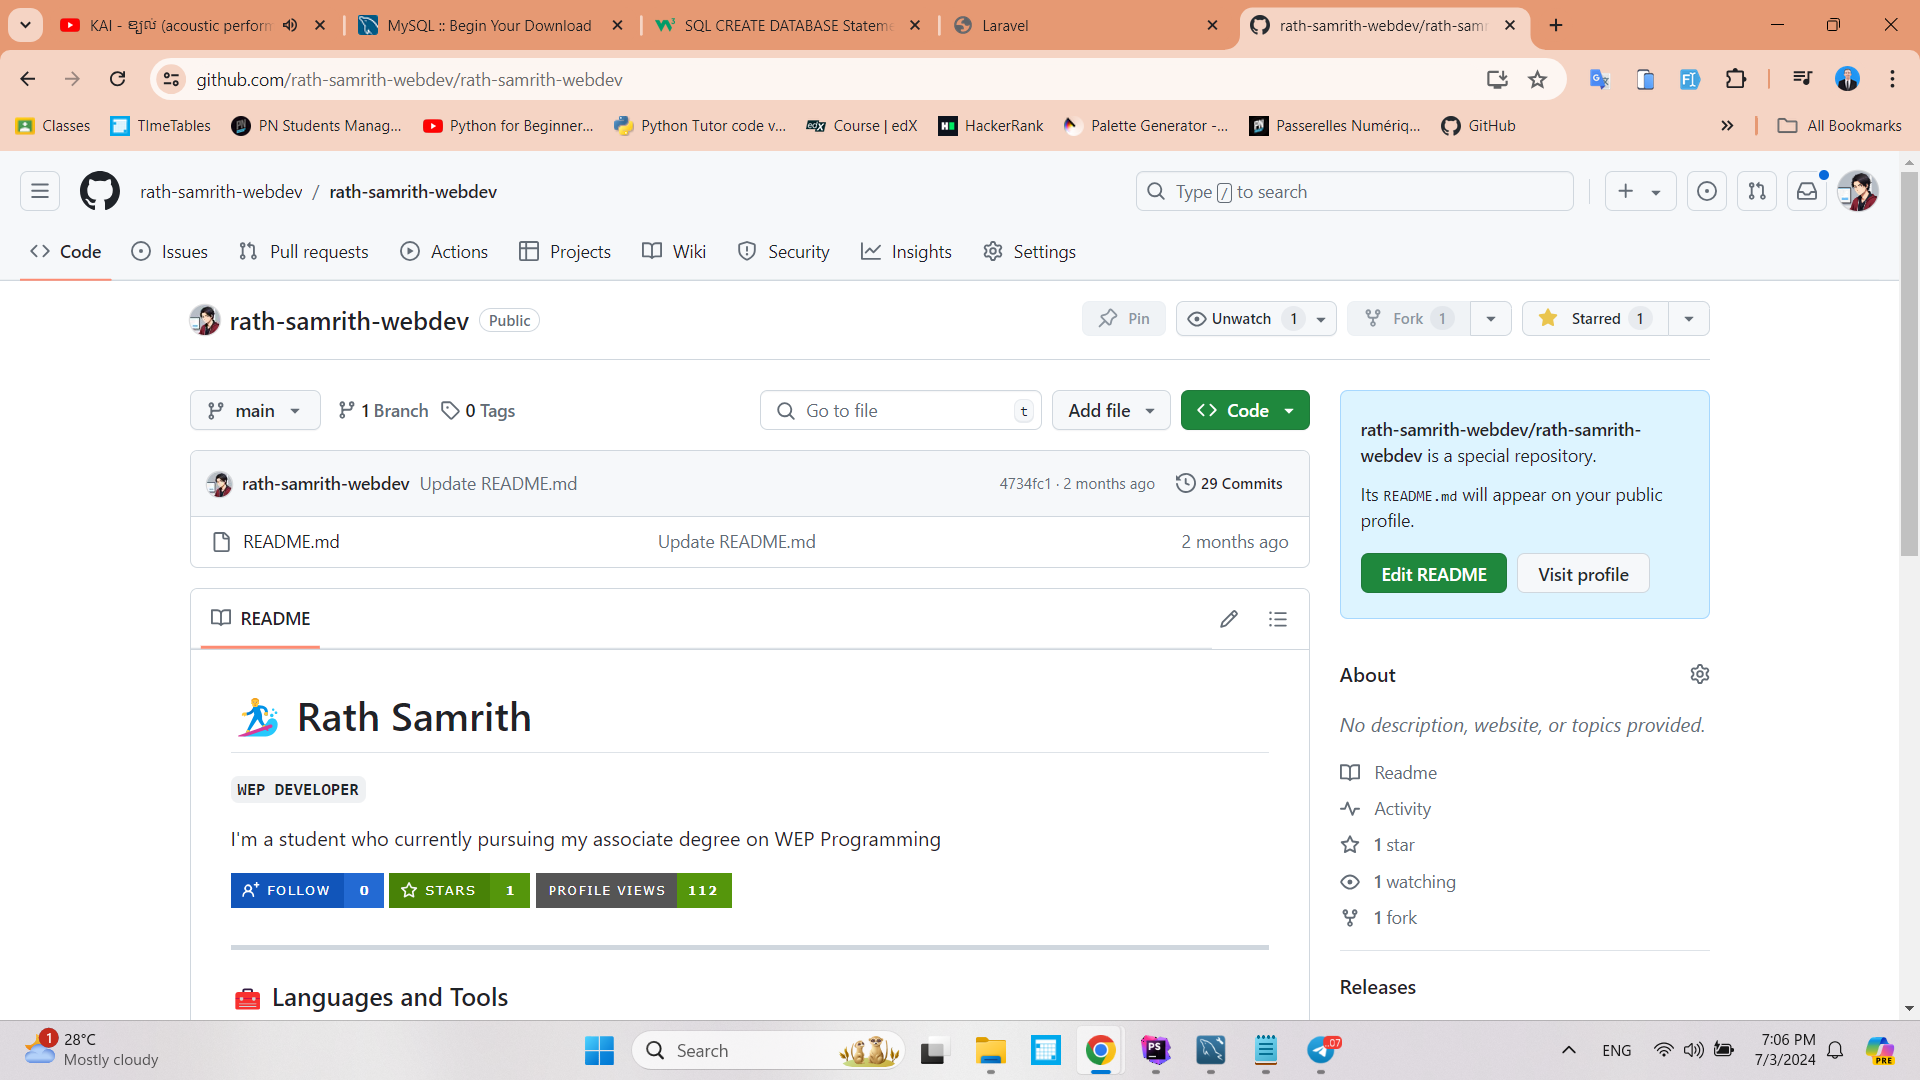 KAI - ឌ្យល់ (acoustic perform
MySQL :: Begin Your Download
SQL CREATE DATABASE Stateme
Laravel
rath-samrith-webdev/rath-samr
github.com/rath-samrith-webdev/rath-samrith-webdev
Classes
TImeTables
PN Students Manag...
Python for Beginner...
Python Tutor code v...
Course | edX
HackerRank
Palette Generator -...
Passerelles Numériq...
GitHub
All Bookmarks
rath-samrith-webdev / rath-samrith-webdev
Type / to search
Code
Issues
Pull requests
Actions
Projects
Wiki
Security
Insights
Settings
rath-samrith-webdev Public
Pin
Unwatch 1
Fork 1
Starred 1
main
1 Branch
0 Tags
Go to file t
Add file
Code
rath-samrith-webdev Update README.md
4734fc1 · 2 months ago
29 Commits
README.md
Update README.md
2 months ago
README
Rath Samrith
WEP DEVELOPER
I'm a student who currently pursuing my associate degree on WEP Programming
FOLLOW 0
STARS 1
PROFILE VIEWS 112
Languages and Tools
rath-samrith-webdev/rath-samrith-
webdev is a special repository.
Its README.md will appear on your public
profile.
Edit README
Visit profile
About
No description, website, or topics provided.
Readme
Activity
1 star
1 watching
1 fork
Releases
1
28°C
Mostly cloudy
Search
PS
.07
ENG
7:06 PM
7/3/2024
PRE